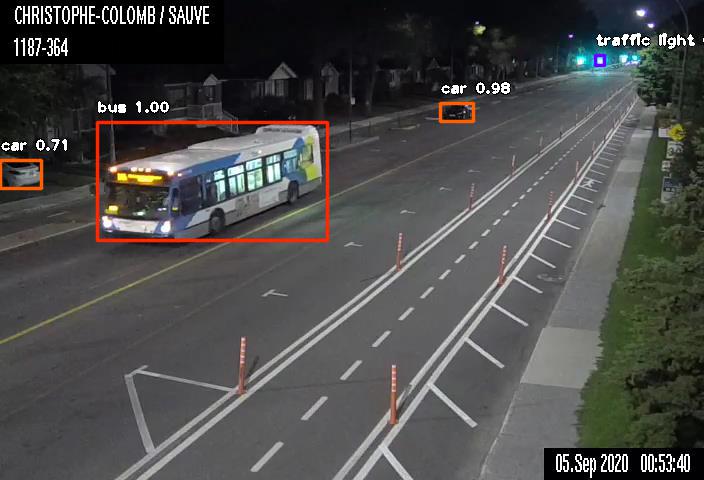 CHRISTOPHE-COLOMB / SAUVE
1187-364
traffic light
car 0.98
bus 1.00
car 0.71
05.Sep 2020 00:53:40